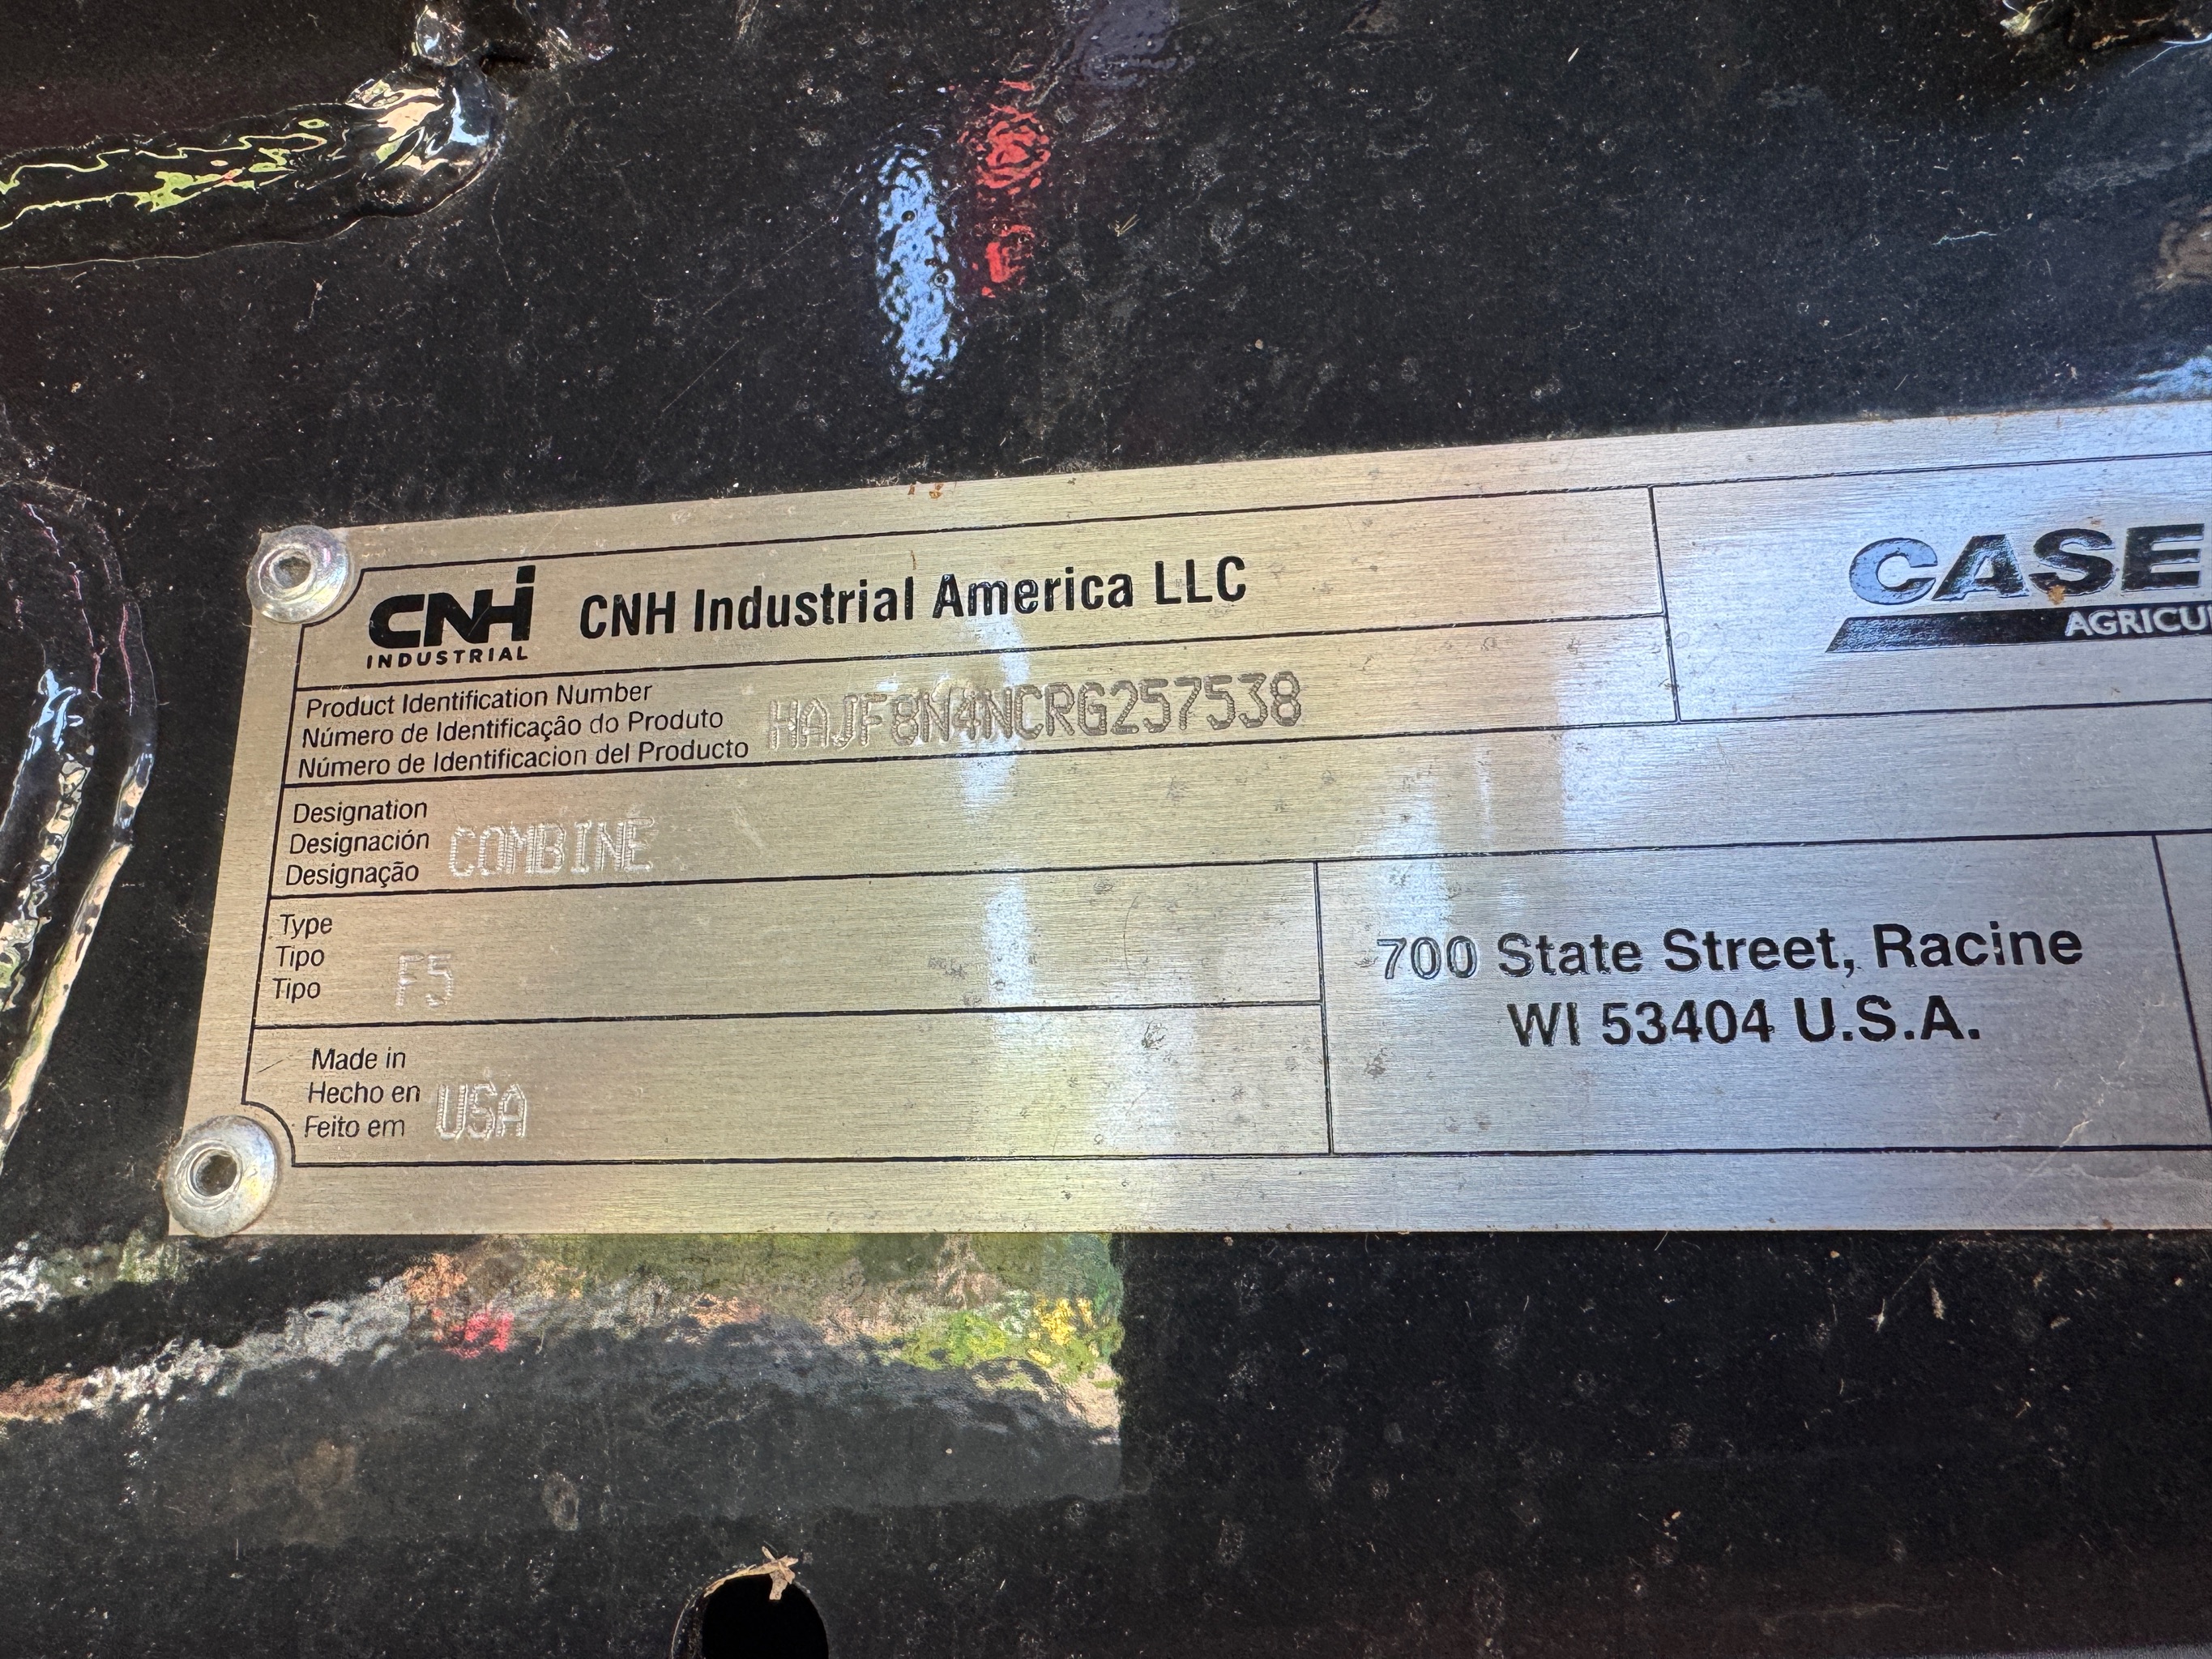 CNH
INDUSTRIAL
CNH Industrial America LLC
CASE
AGRICU
Product Identification Number
Número de Identificação do Produto
Número de Identificacion del Producto
HAJF8N4NCRG257538
Designation
Designación
Designação
COMBINE
Type
Tipo
Tipo
F5
Made in
Hecho en
Feito em
USA
700 State Street, Racine
WI 53404 U.S.A.